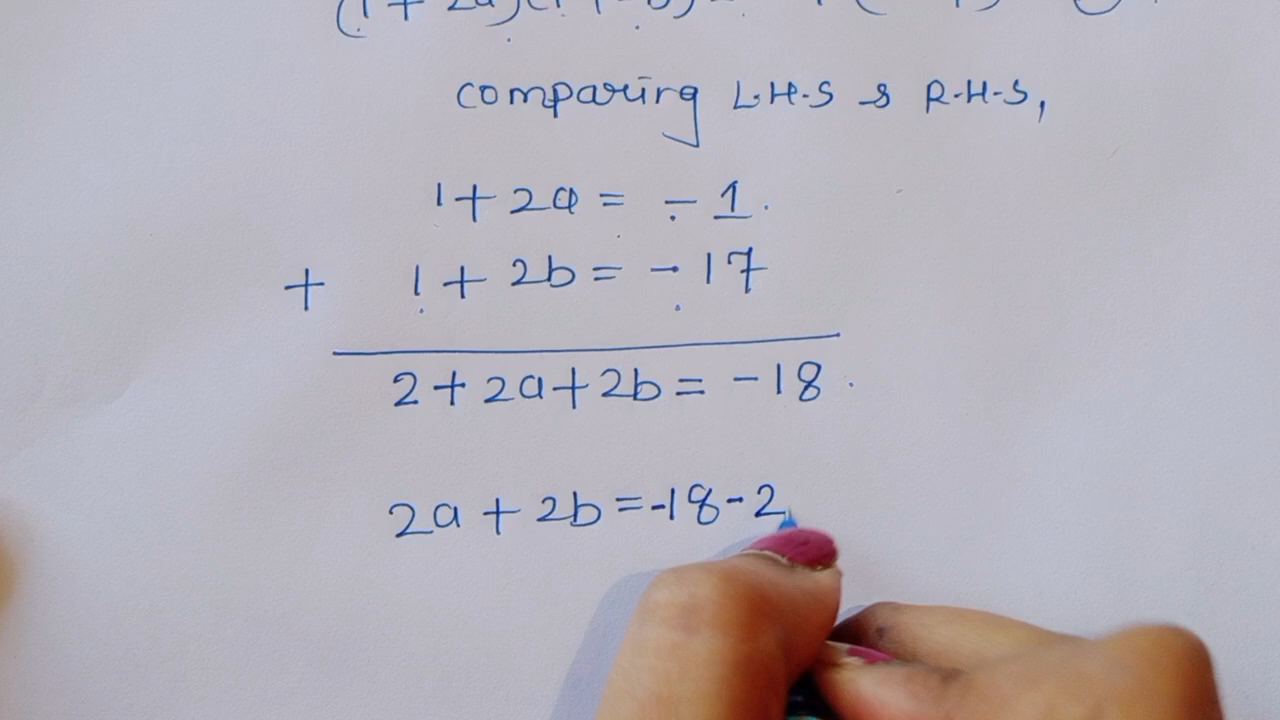 comparing L.H.S & R.H.S,
1 + 2a = - 1.
+ 1 + 2b = - 17
2 + 2a + 2b = - 18.
2a + 2b = -18 - 2